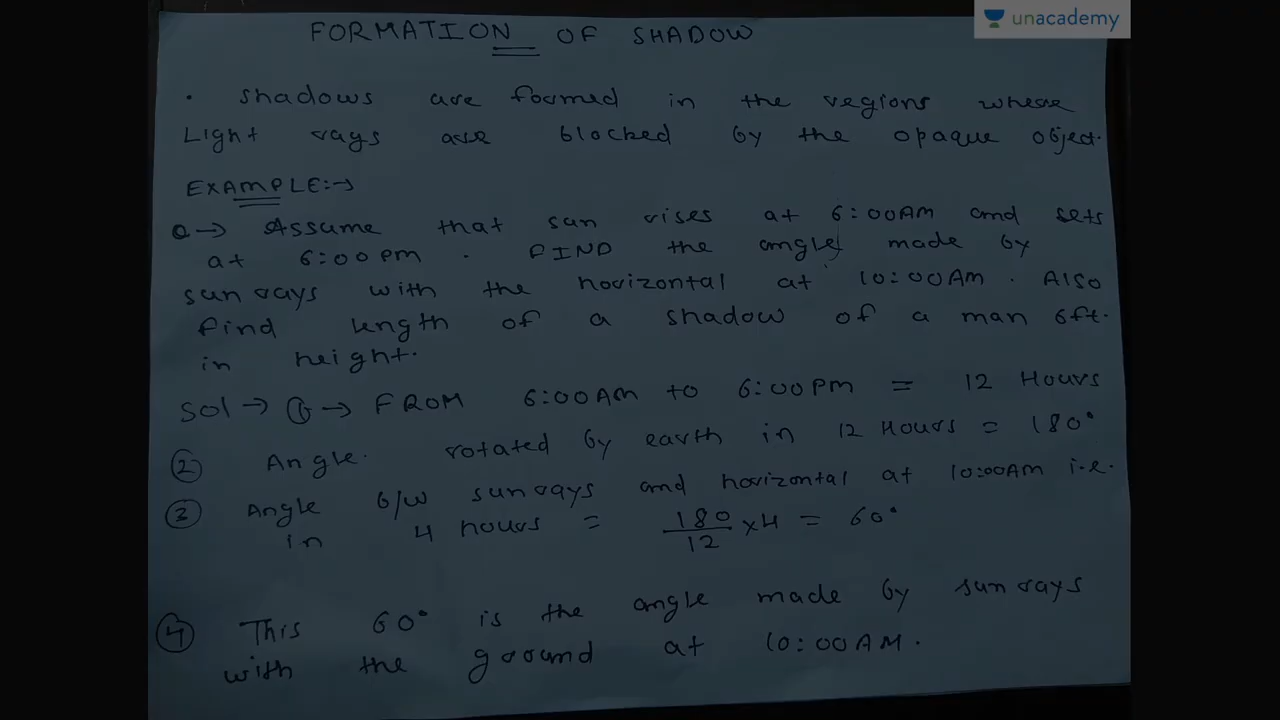 unacademy
FORMATION OF SHADOW
• Shadows are formed in the regions where
Light rays are blocked by the opaque object.
EXAMPLE:→
Q→ Assume that sun rises at 6:00AM and sets
at 6:00PM. FIND the angle made by
sun rays with the horizontal at 10:00AM. Also
find length of a shadow of a man 6ft.
in height.
Sol→ ①→ FROM 6:00AM to 6:00PM = 12 Hours
② Angle. rotated by earth in 12 Hours = 180°
③ Angle b/w sunrays and horizontal at 10:00AM i.e.
in 4 hours = 180/12 x4 = 60°
④ This 60° is the angle made by sun rays
with the ground at 10:00AM.